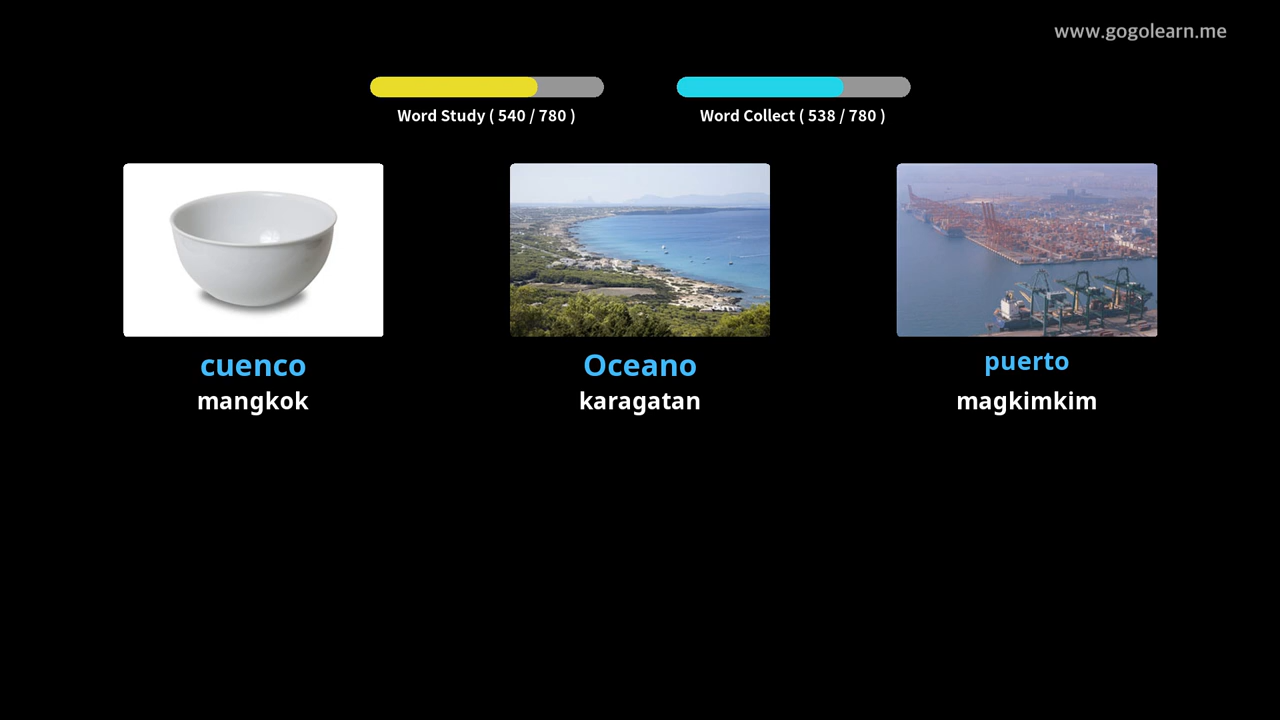 www.gogolearn.me
Word Study ( 540 / 780 )
Word Collect ( 538 / 780 )
cuenco
mangkok
Oceano
karagatan
puerto
magkimkim